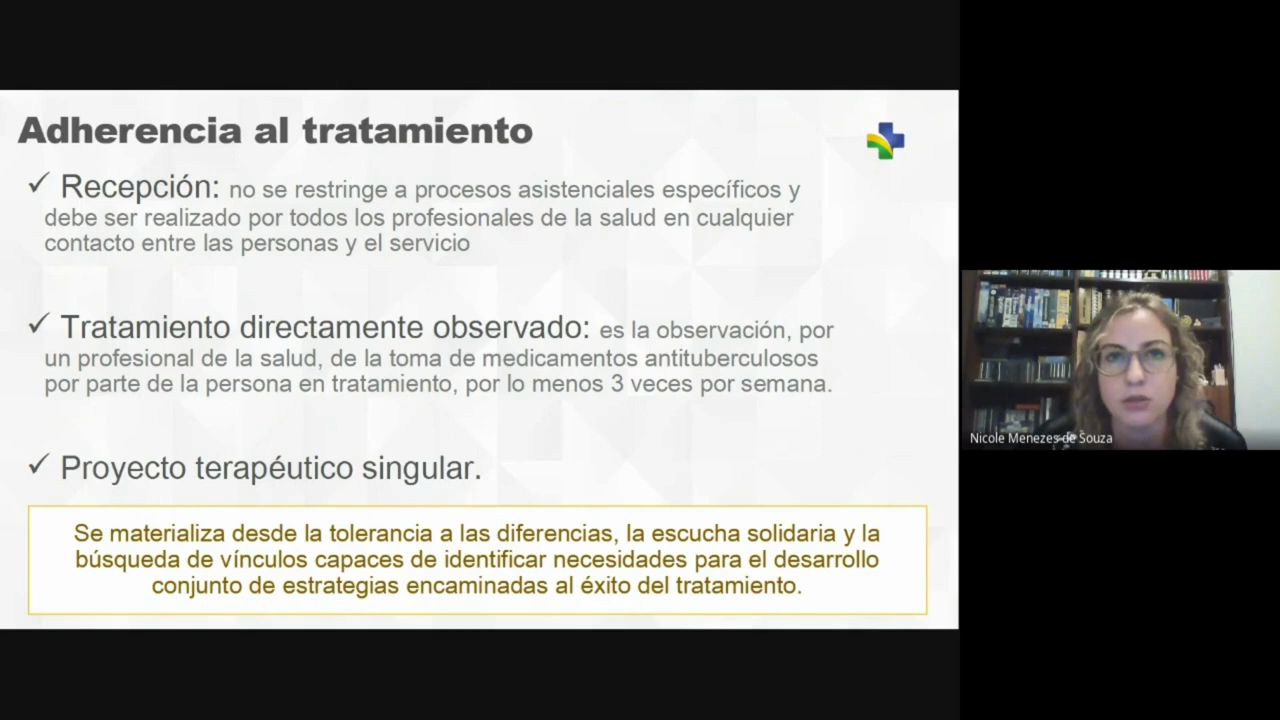 Adherencia al tratamiento
✓ Recepción: no se restringe a procesos asistenciales específicos y
debe ser realizado por todos los profesionales de la salud en cualquier
contacto entre las personas y el servicio
✓ Tratamiento directamente observado: es la observación, por
un profesional de la salud, de la toma de medicamentos antituberculosos
por parte de la persona en tratamiento, por lo menos 3 veces por semana.
✓ Proyecto terapéutico singular.
Se materializa desde la tolerancia a las diferencias, la escucha solidaria y la
búsqueda de vínculos capaces de identificar necesidades para el desarrollo
conjunto de estrategias encaminadas al éxito del tratamiento.
Nicole Menezes de Souza